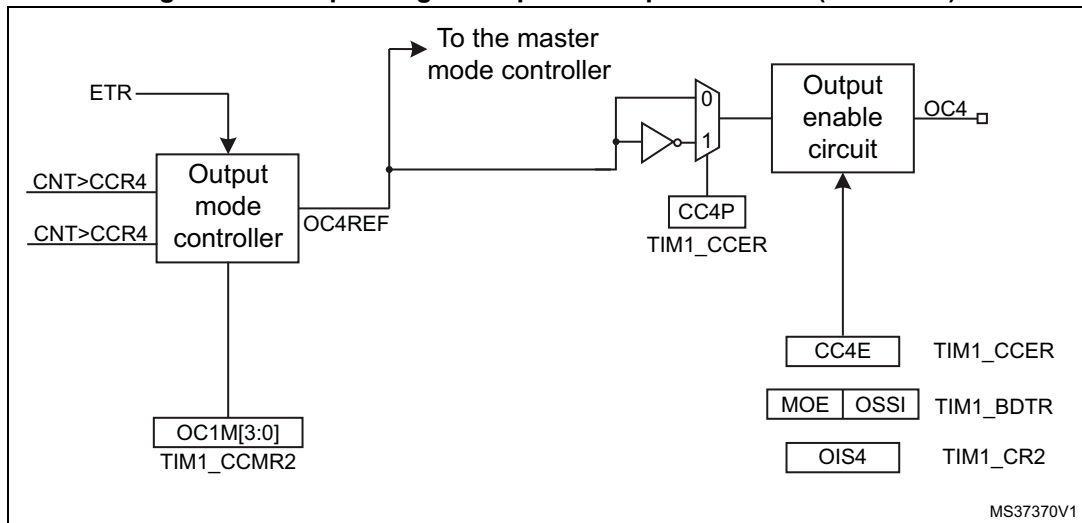 To the master
mode controller
ETR
0
1
Output
enable
circuit
OC4
CNT>CCR4
CNT>CCR4
Output
mode
controller
OC4REF
CC4P
TIM1_CCER
CC4E TIM1_CCER
MOE OSSI TIM1_BDTR
OC1M[3:0]
TIM1_CCMR2
OIS4 TIM1_CR2
MS37370V1